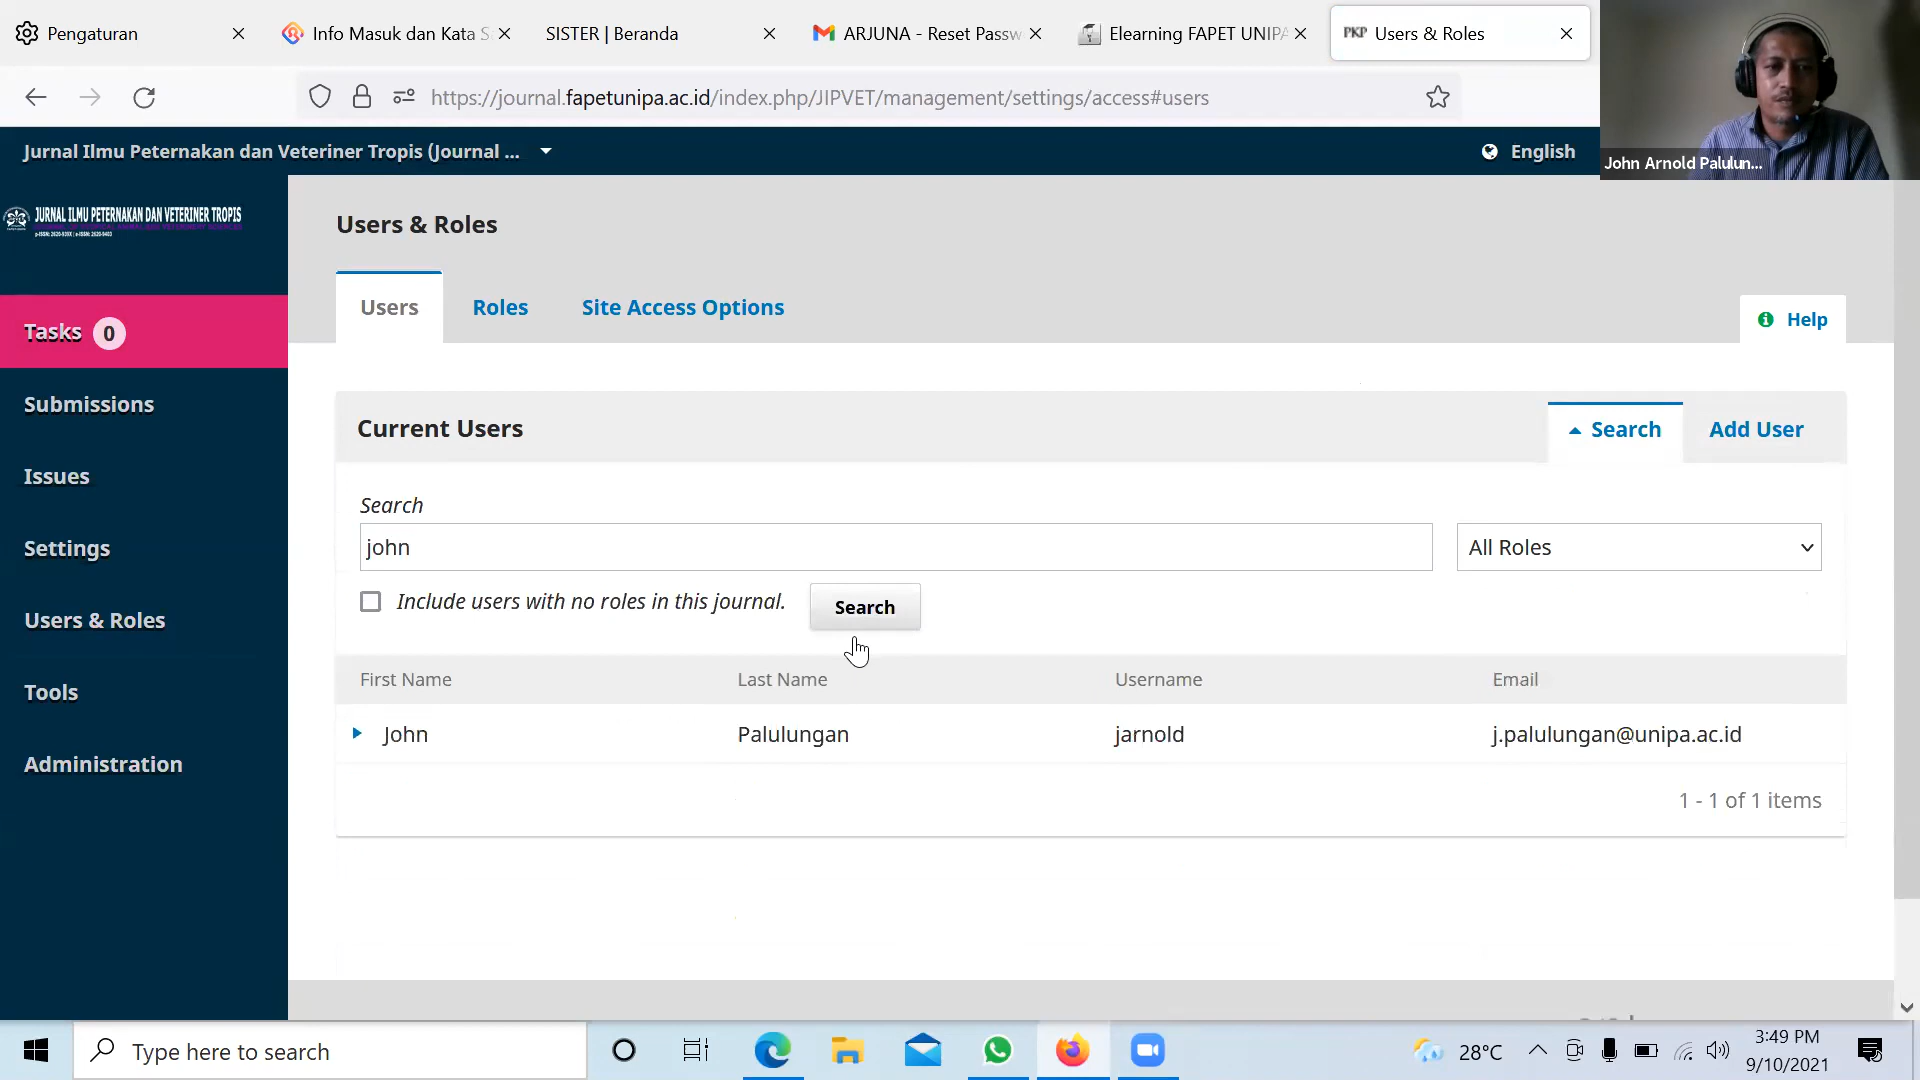 Pengaturan
Info Masuk dan Kata S
SISTER | Beranda
ARJUNA - Reset Passw
Elearning FAPET UNIPA
PKP Users & Roles
https://journal.fapetunipa.ac.id/index.php/JIPVET/management/settings/access#users
Jurnal Ilmu Peternakan dan Veteriner Tropis (Journal ...
English
John Arnold Palulun...
JURNAL ILMU PETERNAKAN DAN VETERINER TROPIS
Users & Roles
Users
Roles
Site Access Options
Help
Tasks 0
Submissions
Issues
Settings
Users & Roles
Tools
Administration
Current Users
Search
Add User
Search
john
All Roles
Include users with no roles in this journal.
Search
First Name Last Name Username Email
John Palulungan jarnold j.palulungan@unipa.ac.id
1 - 1 of 1 items
Type here to search
28°C
3:49 PM
9/10/2021